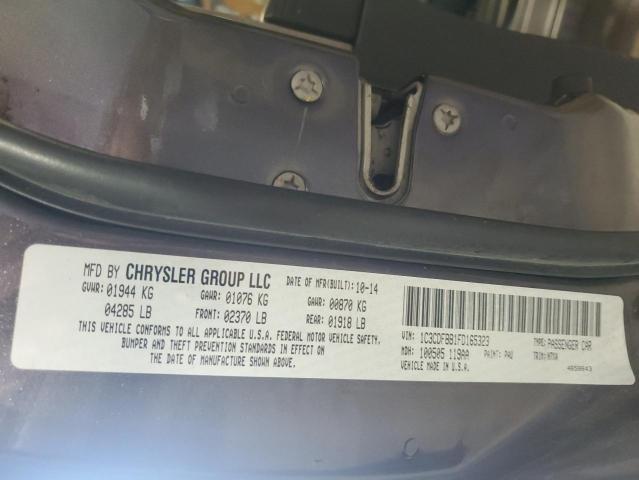 MFD BY CHRYSLER GROUP LLC DATE OF MFR(BUILT): 10-14
GVWR: 01944 KG GAWR: 01076 KG GAWR: 00870 KG
04285 LB FRONT: 02370 LB REAR: 01918 LB
THIS VEHICLE CONFORMS TO ALL APPLICABLE U.S.A. FEDERAL MOTOR VEHICLE SAFETY,
BUMPER AND THEFT PREVENTION STANDARDS IN EFFECT ON
THE DATE OF MANUFACTURE SHOWN ABOVE.
VIN: 1C3CDFBB1FD165323 TYPE: PASSENGER CAR
MDH: 100505 119AA PAINT: PAU TRIM:
VEHICLE MADE IN U.S.A.